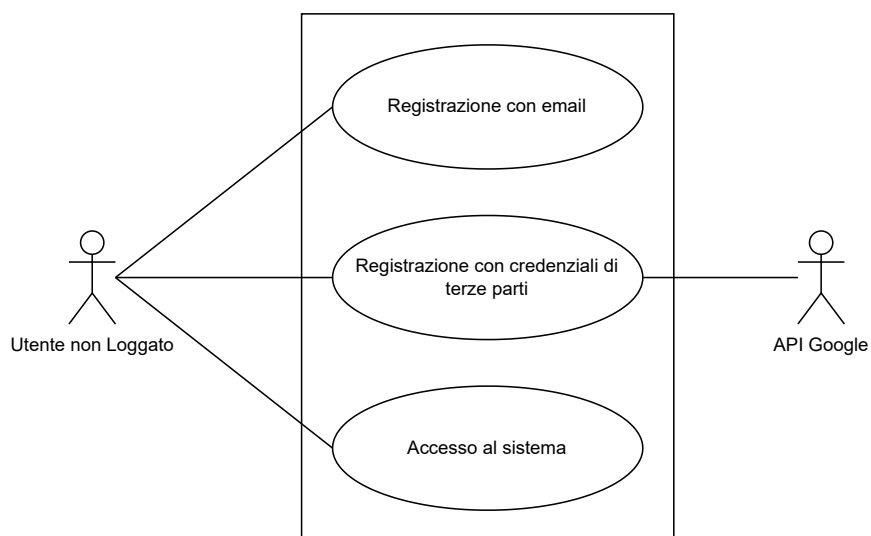 Registrazione con email
Registrazione con credenziali di
terze parti
Utente non Loggato
API Google
Accesso al sistema